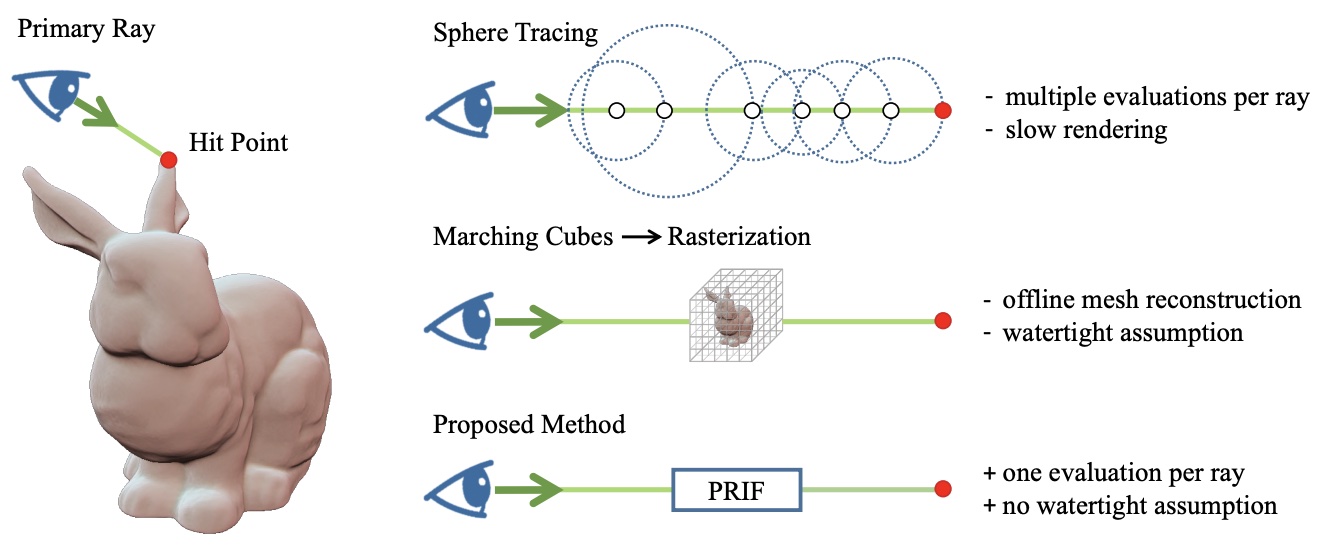 Primary Ray
Hit Point
Sphere Tracing
- multiple evaluations per ray
- slow rendering
Marching Cubes → Rasterization
- offline mesh reconstruction
- watertight assumption
Proposed Method
PRIF
+ one evaluation per ray
+ no watertight assumption